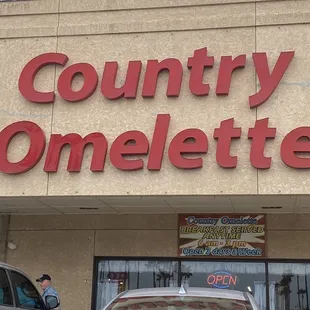 Country
Omelette
Country Omelette
BREAKFAST SERVED
ANYTIME
OPEN